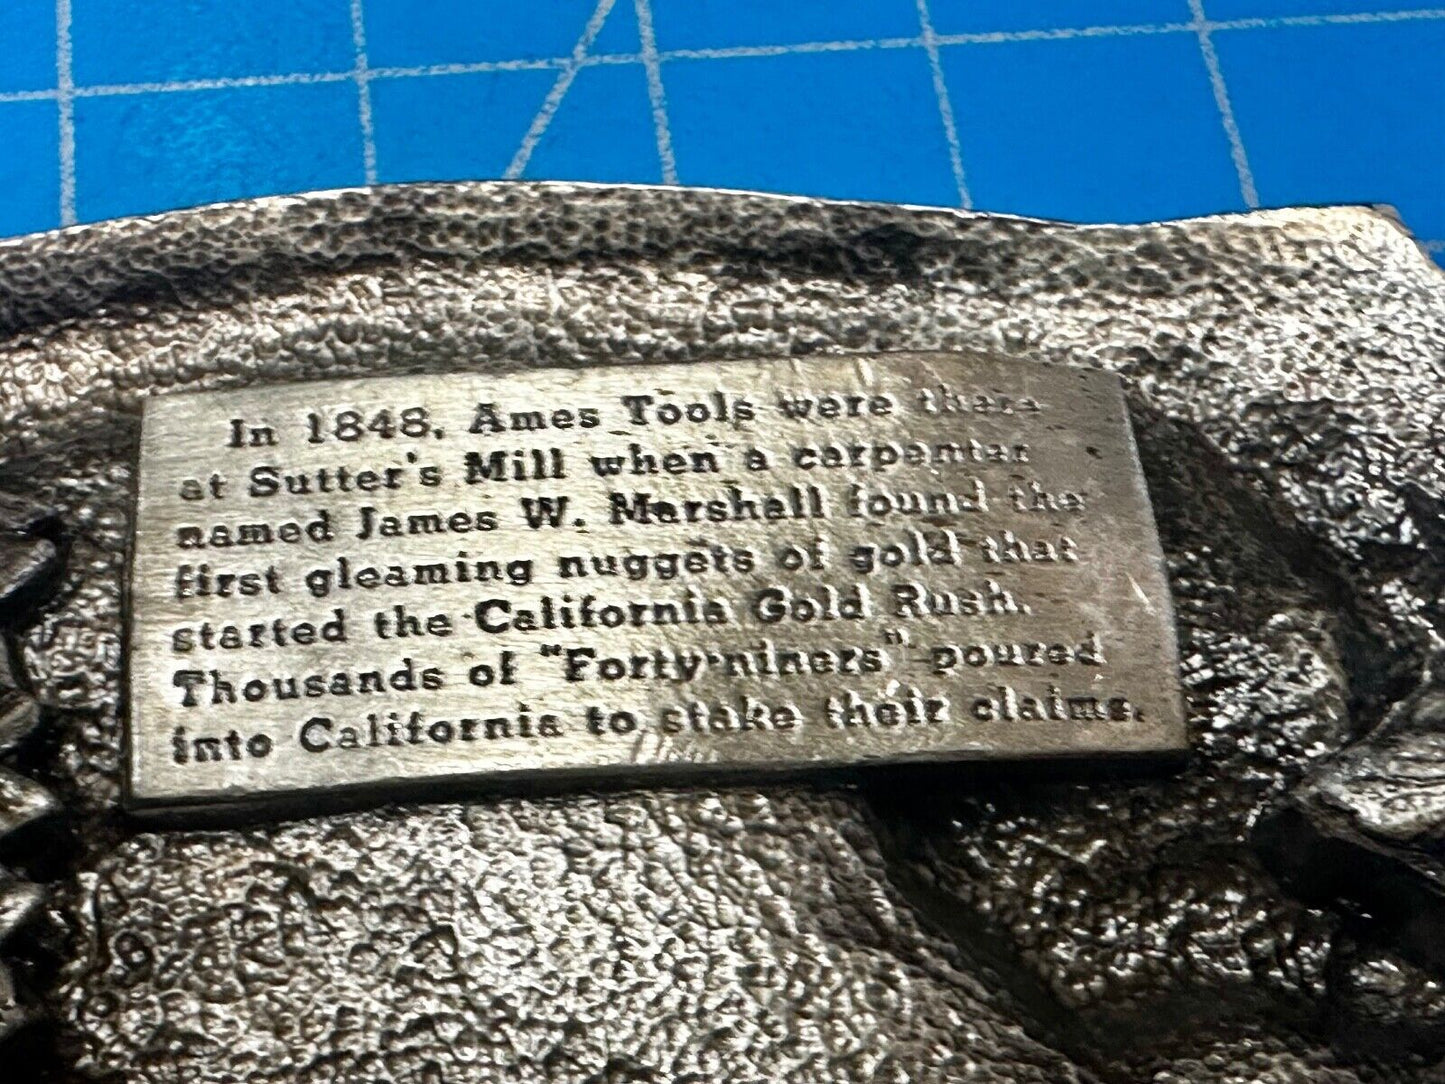 In 1848, Ames Tools were there
at Sutter's Mill when a carpenter
named James W. Marshall found the
first gleaming nuggets of gold that
started the California Gold Rush.
Thousands of "Forty-niners" poured
into California to stake their claims.